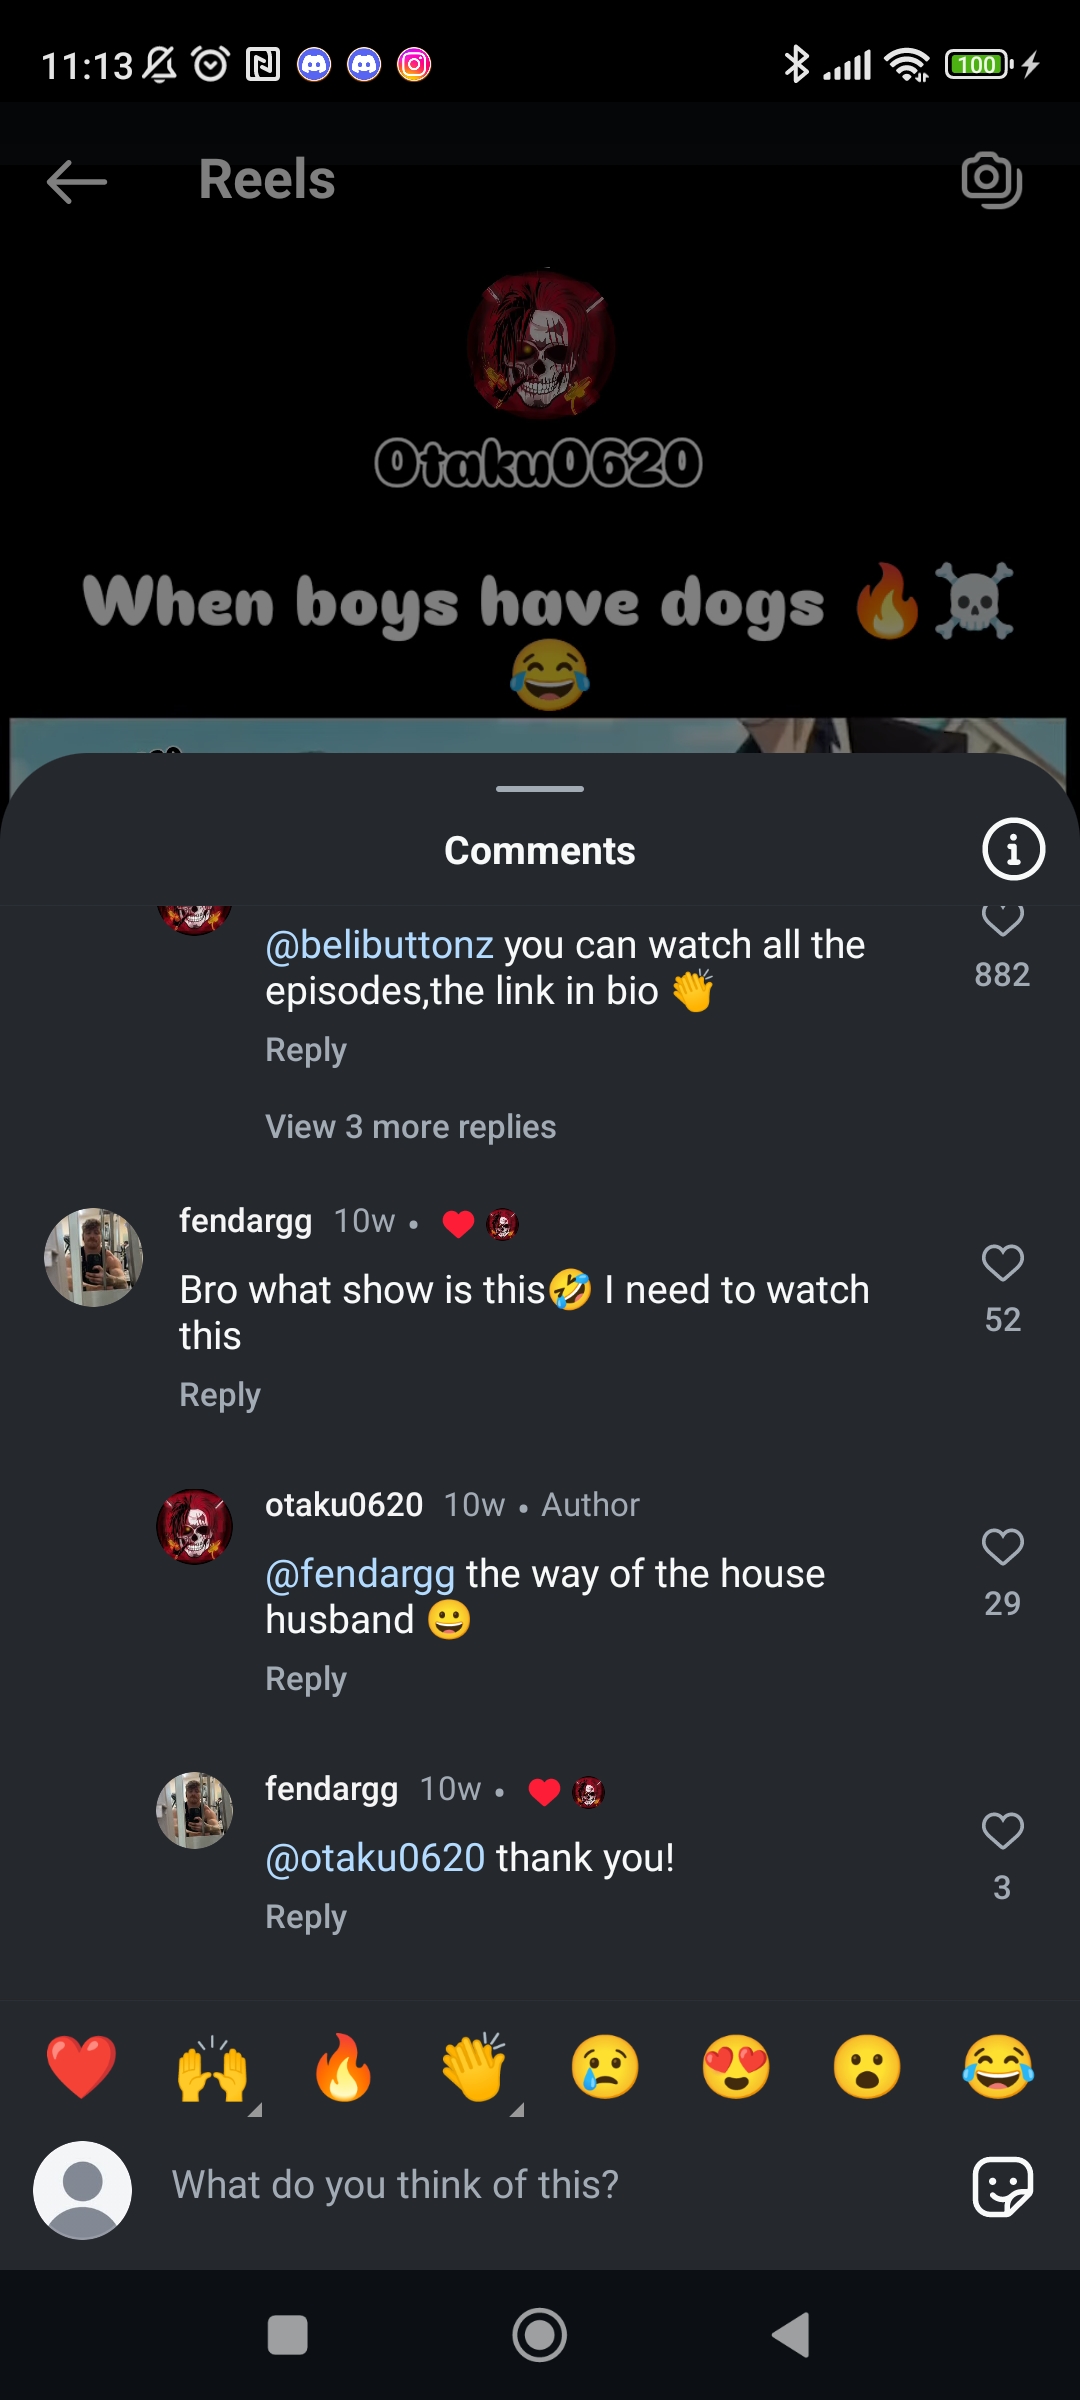 11:13
100
Reels
Otaku0620
When boys have dogs 🔥☠️
😂
Comments
@belibuttonz you can watch all the
episodes,the link in bio 👏
882
Reply
View 3 more replies
fendargg 10w •
Bro what show is this🤣 I need to watch
this
52
Reply
otaku0620 10w • Author
@fendargg the way of the house
husband 😀
29
Reply
fendargg 10w •
@otaku0620 thank you!
3
Reply
What do you think of this?